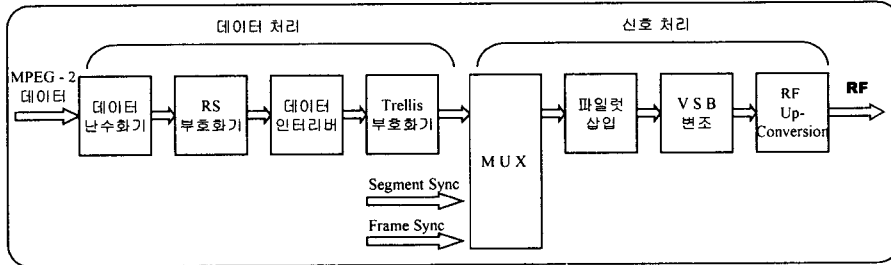 데이터 처리
신호 처리
MPEG - 2
데이터
데이터
난수화기
RS
부호화기
데이터
인터리버
Trellis
부호화기
M U X
파일럿
삽입
V S B
변조
RF
Up-
Conversion
RF
Segment Sync
Frame Sync